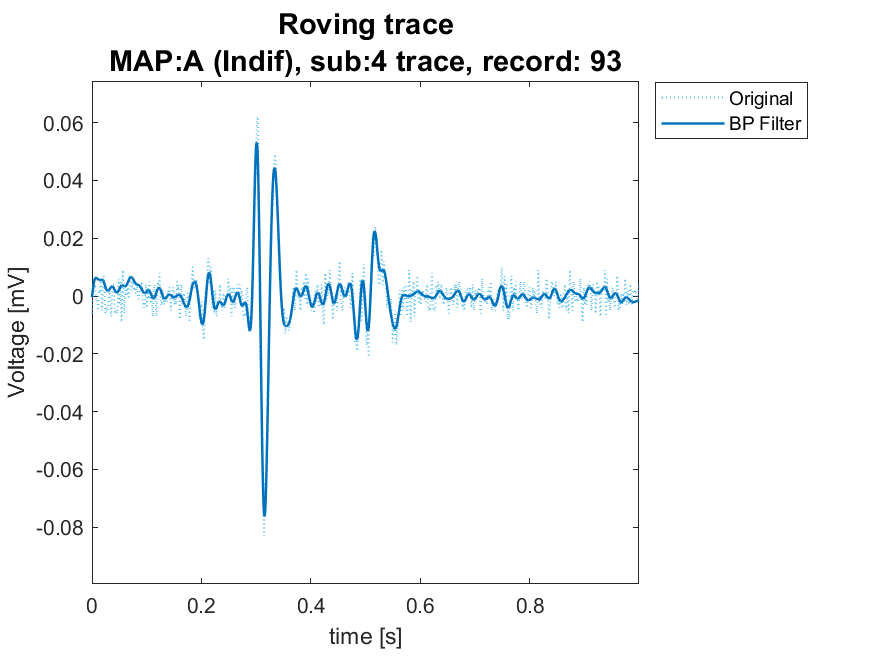 Roving trace
MAP:A (Indif), sub:4 trace, record: 93
Original
BP Filter
0.06
0.04
0.02
0
-0.02
-0.04
-0.06
-0.08
Voltage [mV]
0 0.2 0.4 0.6 0.8
time [s]